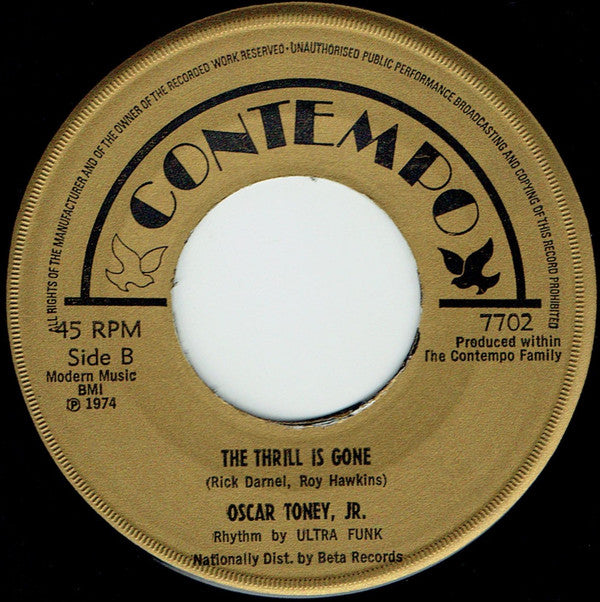 ALL RIGHTS OF THE MANUFACTURER AND OF THE OWNER OF THE RECORDED WORK RESERVED · UNAUTHORISED PUBLIC PERFORMANCE BROADCASTING AND COPYING OF THIS RECORD PROHIBITED
CONTEMPO
45 RPM
Side B
Modern Music
BMI
Ⓟ 1974
7702
Produced within
The Contempo Family
THE THRILL IS GONE
(Rick Darnel, Roy Hawkins)
OSCAR TONEY, JR.
Rhythm by ULTRA FUNK
Nationally Dist. by Beta Records